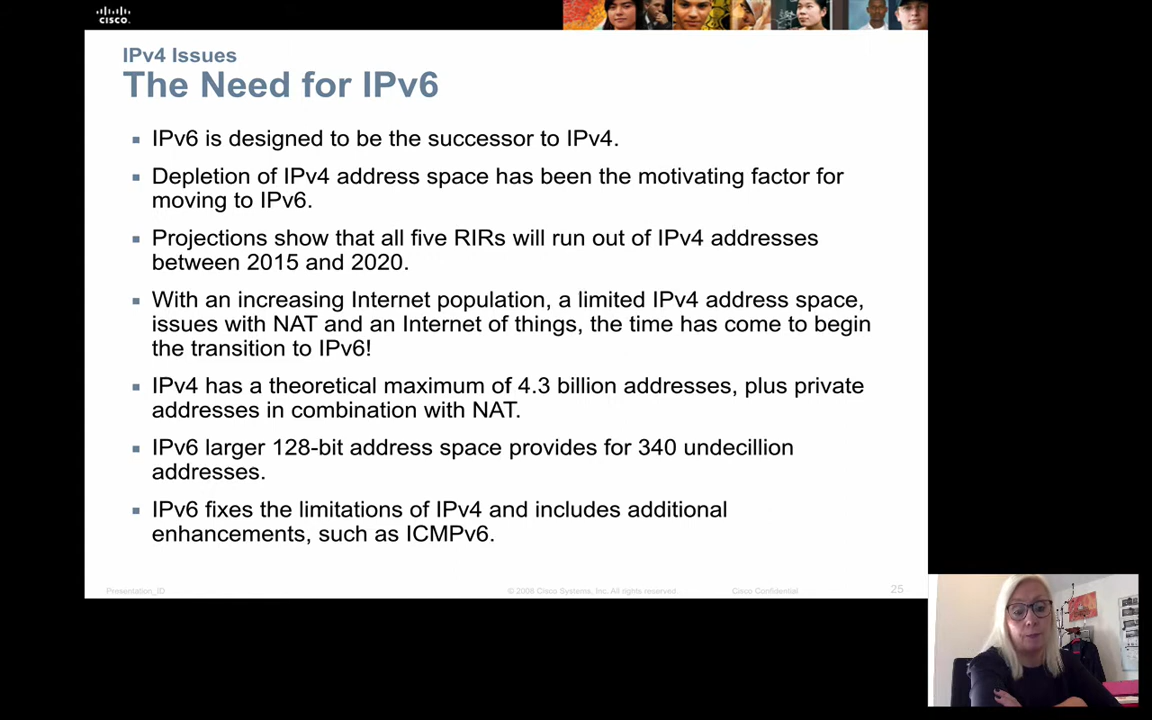 CISCO
IPv4 Issues
The Need for IPv6
IPv6 is designed to be the successor to IPv4.
Depletion of IPv4 address space has been the motivating factor for
moving to IPv6.
Projections show that all five RIRs will run out of IPv4 addresses
between 2015 and 2020.
With an increasing Internet population, a limited IPv4 address space,
issues with NAT and an Internet of things, the time has come to begin
the transition to IPv6!
IPv4 has a theoretical maximum of 4.3 billion addresses, plus private
addresses in combination with NAT.
IPv6 larger 128-bit address space provides for 340 undecillion
addresses.
IPv6 fixes the limitations of IPv4 and includes additional
enhancements, such as ICMPv6.
Presentation_ID © 2008 Cisco Systems, Inc. All rights reserved Cisco Confidential 25